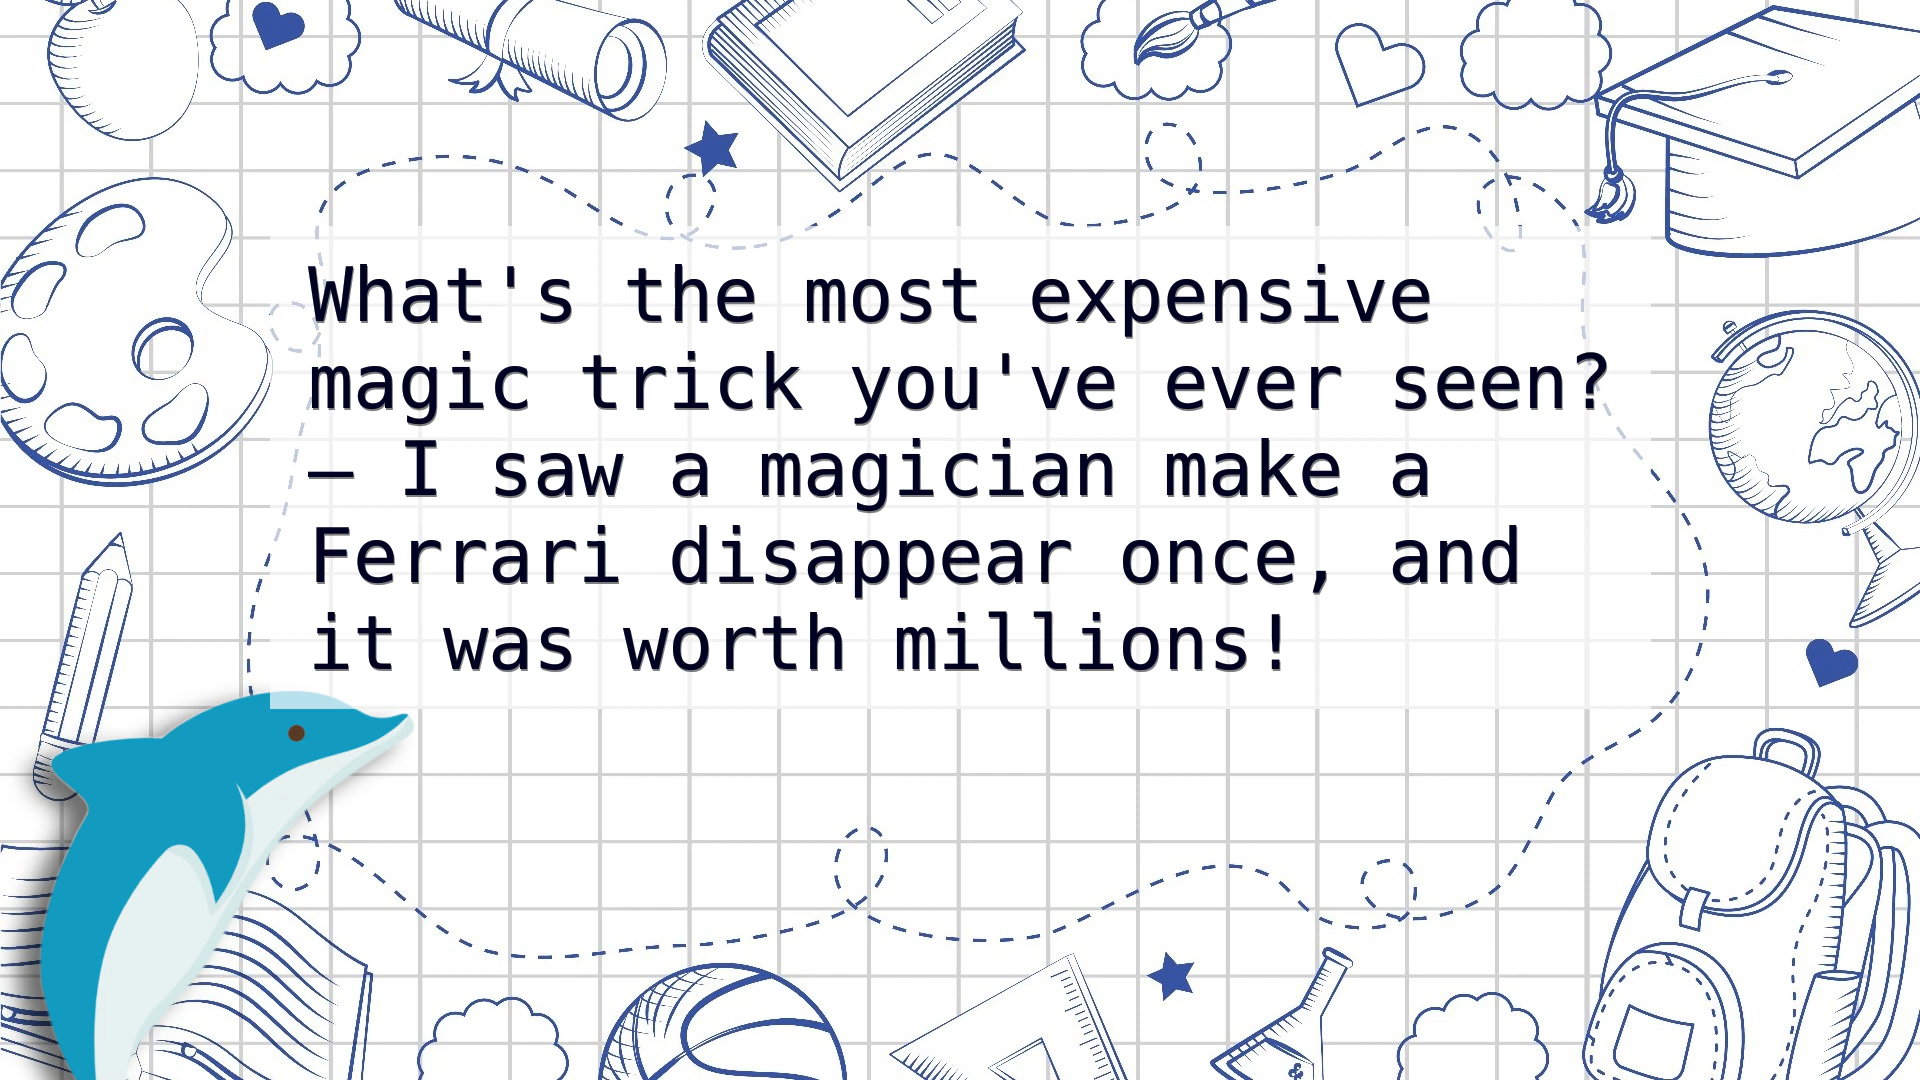 What's the most expensive
magic trick you've ever seen?
– I saw a magician make a
Ferrari disappear once, and
it was worth millions!